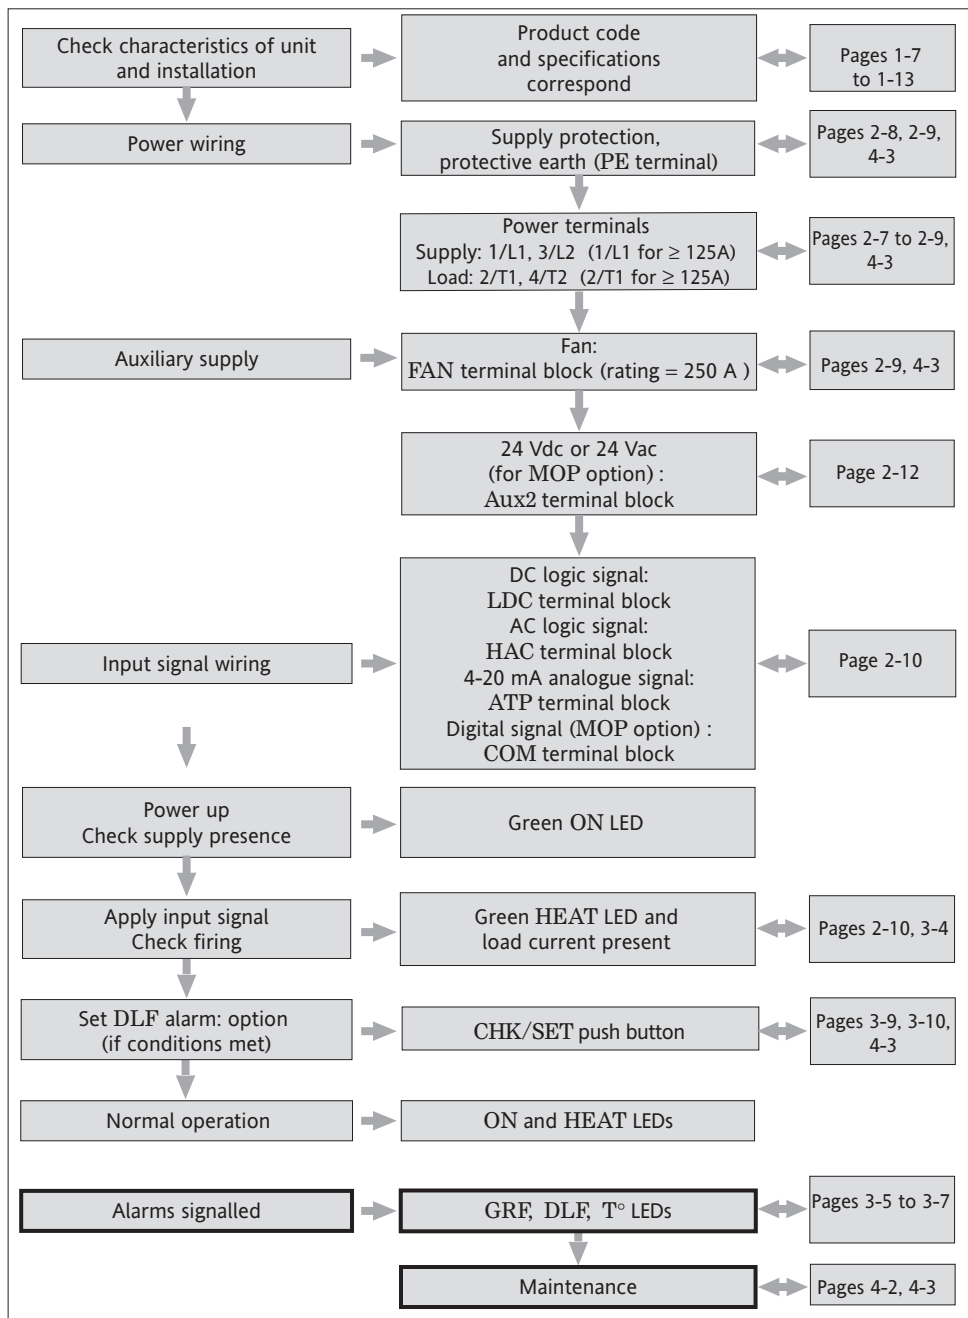 Check characteristics of unit
and installation
Product code
and specifications
correspond
Pages 1-7
to 1-13
Power wiring
Supply protection,
protective earth (PE terminal)
Pages 2-8, 2-9,
4-3
Power terminals
Supply: 1/L1, 3/L2 (1/L1 for ≥ 125A)
Load: 2/T1, 4/T2 (2/T1 for ≥ 125A)
Pages 2-7 to 2-9,
4-3
Auxiliary supply
Fan:
FAN terminal block (rating = 250 A )
Pages 2-9, 4-3
24 Vdc or 24 Vac
(for MOP option) :
Aux2 terminal block
Page 2-12
Input signal wiring
DC logic signal:
LDC terminal block
AC logic signal:
HAC terminal block
4-20 mA analogue signal:
ATP terminal block
Digital signal (MOP option) :
COM terminal block
Page 2-10
Power up
Check supply presence
Green ON LED
Apply input signal
Check firing
Green HEAT LED and
load current present
Pages 2-10, 3-4
Set DLF alarm: option
(if conditions met)
CHK/SET push button
Pages 3-9, 3-10,
4-3
Normal operation
ON and HEAT LEDs
Alarms signalled
GRF, DLF, T° LEDs
Pages 3-5 to 3-7
Maintenance
Pages 4-2, 4-3